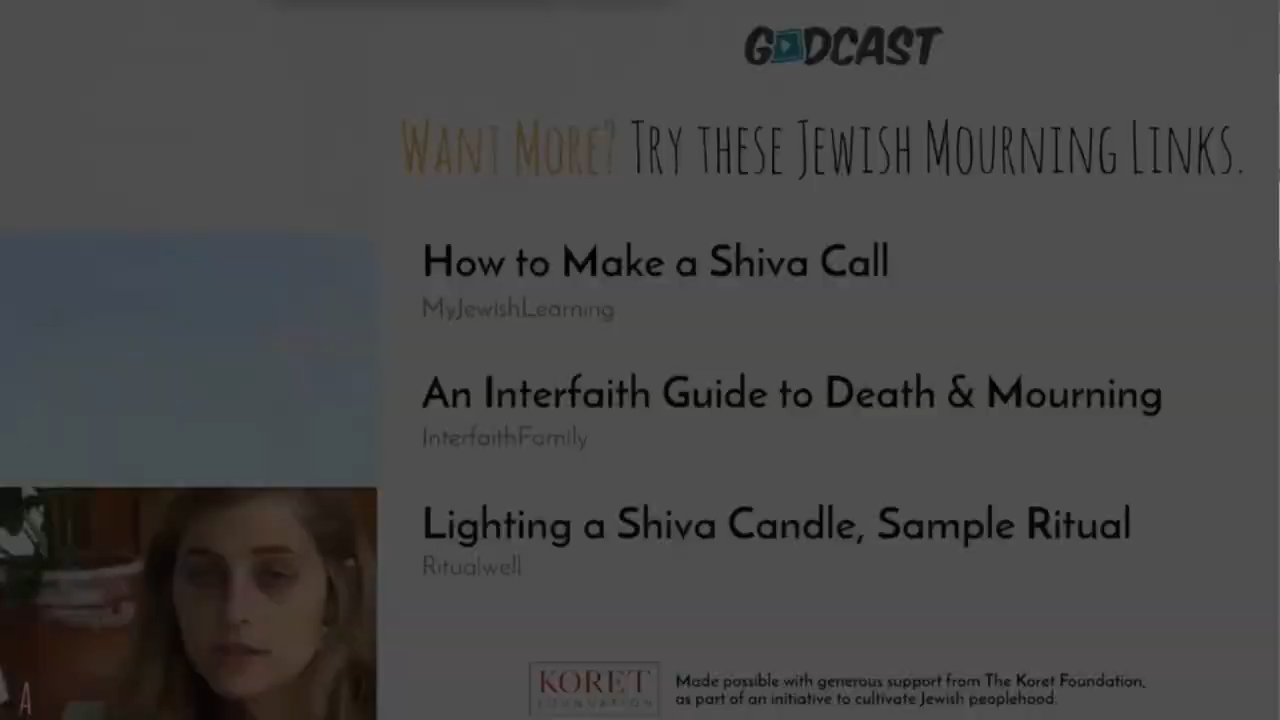 GODCAST
WANT MORE? TRY THESE JEWISH MOURNING LINKS.
How to Make a Shiva Call
MyJewishLearning
An Interfaith Guide to Death & Mourning
InterfaithFamily
Lighting a Shiva Candle, Sample Ritual
Ritualwell
KORET
FOUNDATION
Made possible with generous support from The Koret Foundation,
as part of an initiative to cultivate Jewish peoplehood.
A